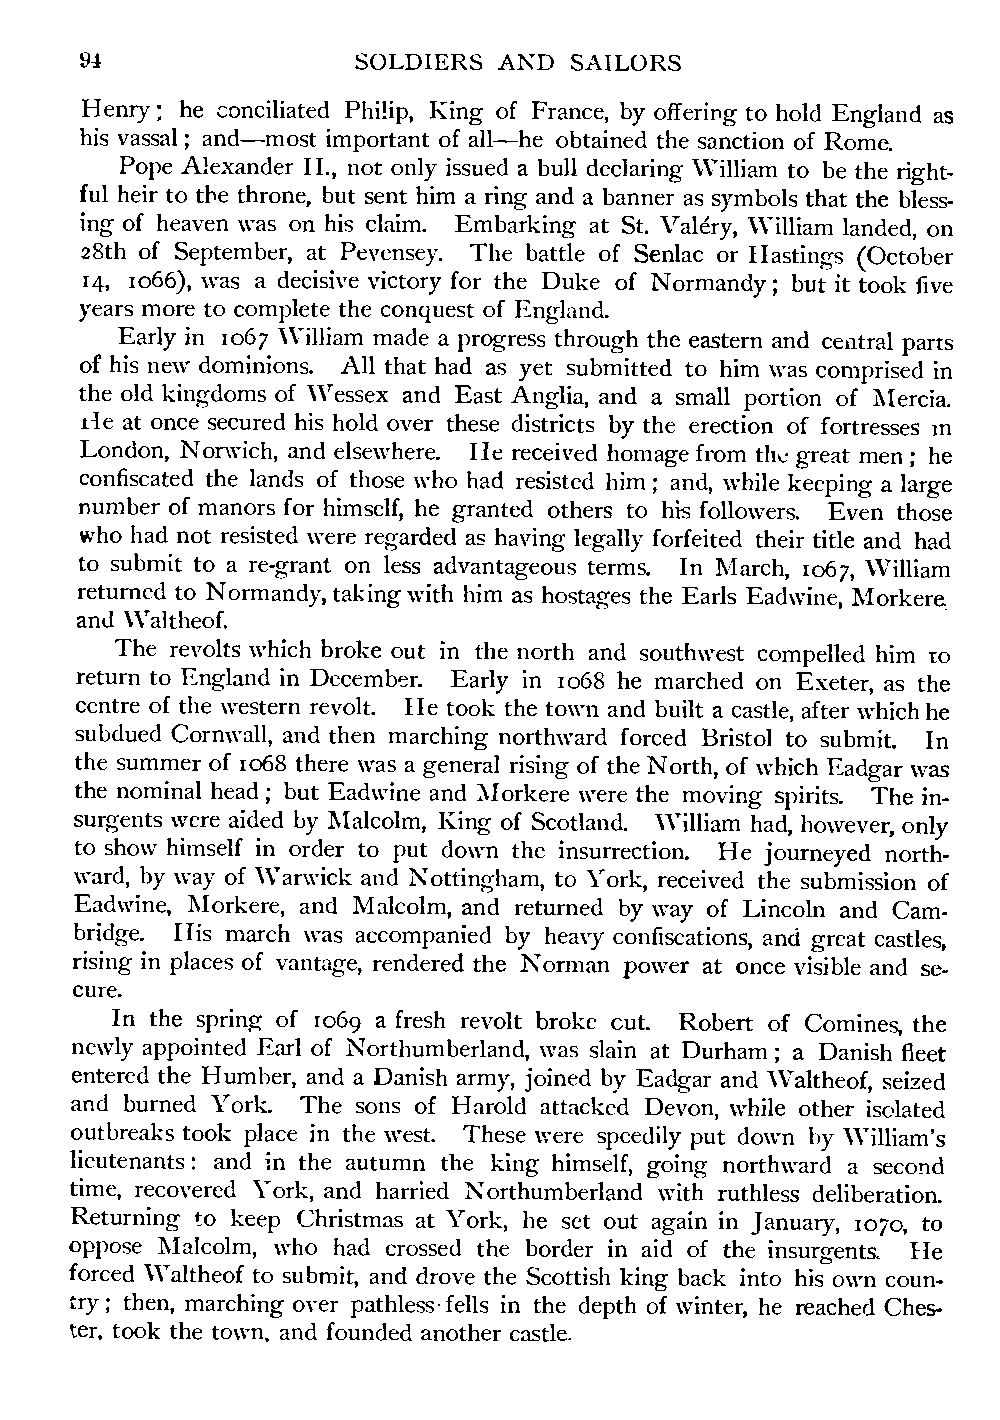 94 SOLDIERS AND SAILORS
Henry; he conciliated Philip, King of France, by offering to hold England as
his vassal; and—most important of all—he obtained the sanction of Rome.
Pope Alexander II., not only issued a bull declaring William to be the right-
ful heir to the throne, but sent him a ring and a banner as symbols that the bless-
ing of heaven was on his claim. Embarking at St. Valéry, William landed, on
28th of September, at Pevensey. The battle of Senlac or Hastings (October
14, 1066), was a decisive victory for the Duke of Normandy; but it took five
years more to complete the conquest of England.
Early in 1067 William made a progress through the eastern and central parts
of his new dominions. All that had as yet submitted to him was comprised in
the old kingdoms of Wessex and East Anglia, and a small portion of Mercia.
He at once secured his hold over these districts by the erection of fortresses in
London, Norwich, and elsewhere. He received homage from the great men; he
confiscated the lands of those who had resisted him; and, while keeping a large
number of manors for himself, he granted others to his followers. Even those
who had not resisted were regarded as having legally forfeited their title and had
to submit to a re-grant on less advantageous terms. In March, 1067, William
returned to Normandy, taking with him as hostages the Earls Eadwine, Morkere,
and Waltheof.
The revolts which broke out in the north and southwest compelled him to
return to England in December. Early in 1068 he marched on Exeter, as the
centre of the western revolt. He took the town and built a castle, after which he
subdued Cornwall, and then marching northward forced Bristol to submit. In
the summer of 1068 there was a general rising of the North, of which Eadgar was
the nominal head; but Eadwine and Morkere were the moving spirits. The in-
surgents were aided by Malcolm, King of Scotland. William had, however, only
to show himself in order to put down the insurrection. He journeyed north-
ward, by way of Warwick and Nottingham, to York, received the submission of
Eadwine, Morkere, and Malcolm, and returned by way of Lincoln and Cam-
bridge. His march was accompanied by heavy confiscations, and great castles,
rising in places of vantage, rendered the Norman power at once visible and se-
cure.
In the spring of 1069 a fresh revolt broke out. Robert of Comines, the
newly appointed Earl of Northumberland, was slain at Durham; a Danish fleet
entered the Humber, and a Danish army, joined by Eadgar and Waltheof, seized
and burned York. The sons of Harold attacked Devon, while other isolated
outbreaks took place in the west. These were speedily put down by William's
lieutenants: and in the autumn the king himself, going northward a second
time, recovered York, and harried Northumberland with ruthless deliberation.
Returning to keep Christmas at York, he set out again in January, 1070, to
oppose Malcolm, who had crossed the border in aid of the insurgents. He
forced Waltheof to submit, and drove the Scottish king back into his own coun-
try; then, marching over pathless fells in the depth of winter, he reached Ches-
ter, took the town, and founded another castle.